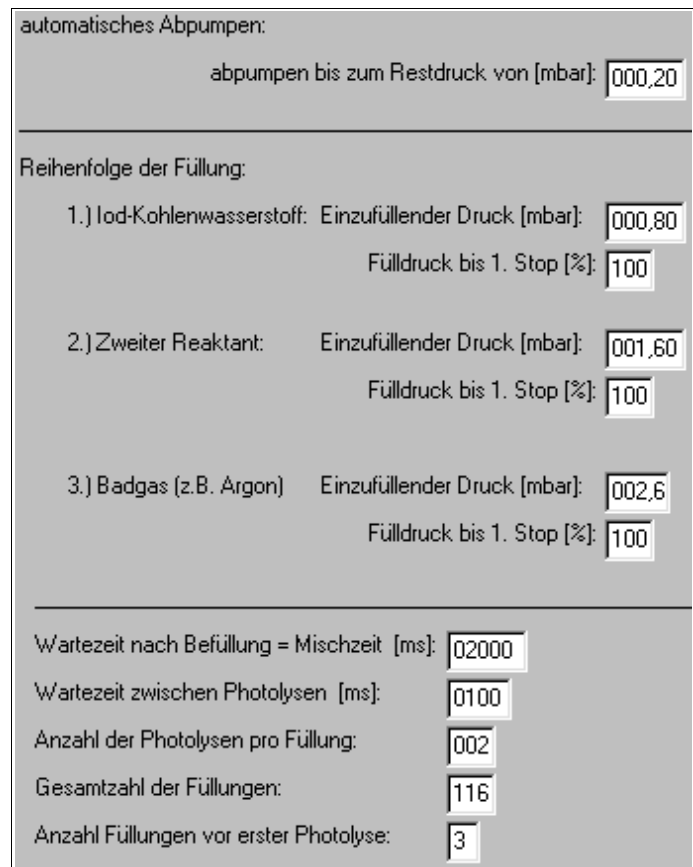 automatisches Abpumpen:
abpumpen bis zum Restdruck von [mbar]: 000,20
Reihenfolge der Füllung:
1.) Iod-Kohlenwasserstoff: Einzufüllender Druck [mbar]: 000,80
Fülldruck bis 1. Stop [%]: 100
2.) Zweiter Reaktant: Einzufüllender Druck [mbar]: 001,60
Fülldruck bis 1. Stop [%]: 100
3.) Badgas (z.B. Argon) Einzufüllender Druck [mbar]: 002,6
Fülldruck bis 1. Stop [%]: 100
Wartezeit nach Befüllung = Mischzeit [ms]: 02000
Wartezeit zwischen Photolysen [ms]: 0100
Anzahl der Photolysen pro Füllung: 002
Gesamtzahl der Füllungen: 116
Anzahl Füllungen vor erster Photolyse: 3